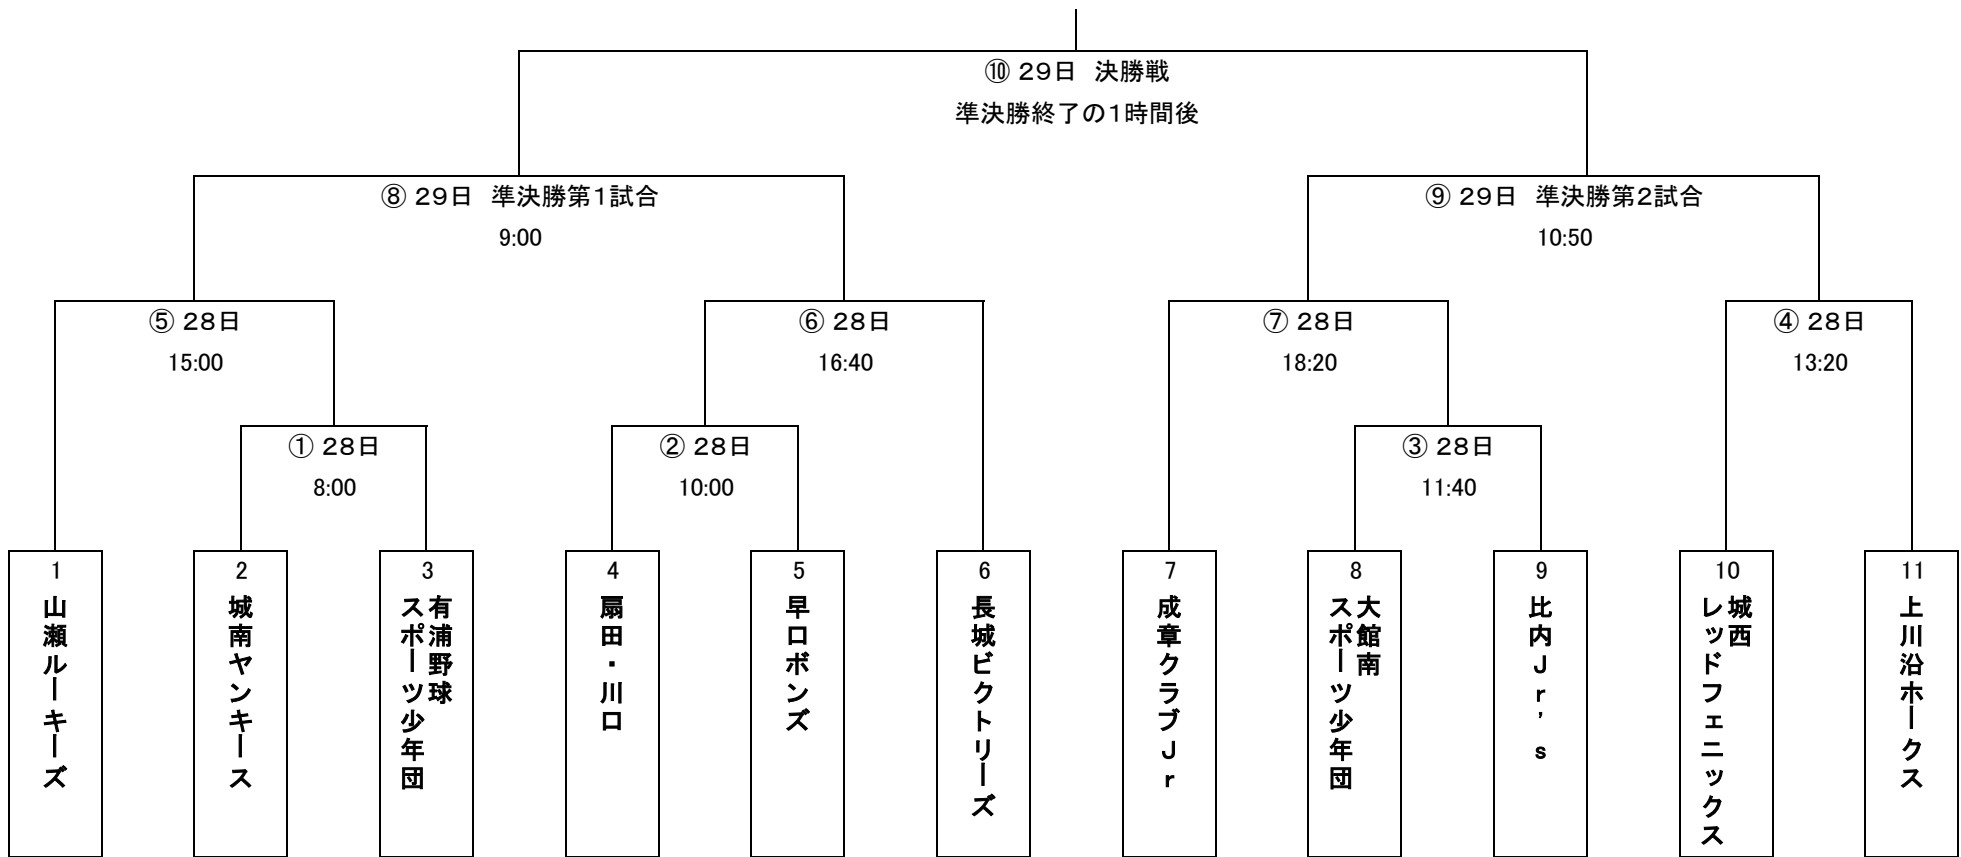 ⑩ 29日 決勝戦
準決勝終了の1時間後
⑧ 29日 準決勝第1試合
9:00
⑨ 29日 準決勝第2試合
10:50
⑤ 28日
15:00
⑥ 28日
16:40
⑦ 28日
18:20
④ 28日
13:20
① 28日
8:00
② 28日
10:00
③ 28日
11:40
1
山瀬ルーキーズ
2
城南ヤンキース
3
有浦野球
スポーツ少年団
4
扇田・川口
5
早口ボンズ
6
長城ビクトリーズ
7
成章クラブJr
8
大館南
スポーツ少年団
9
比内Jr's
10
城西
レッドフェニックス
11
上川沿ホークス